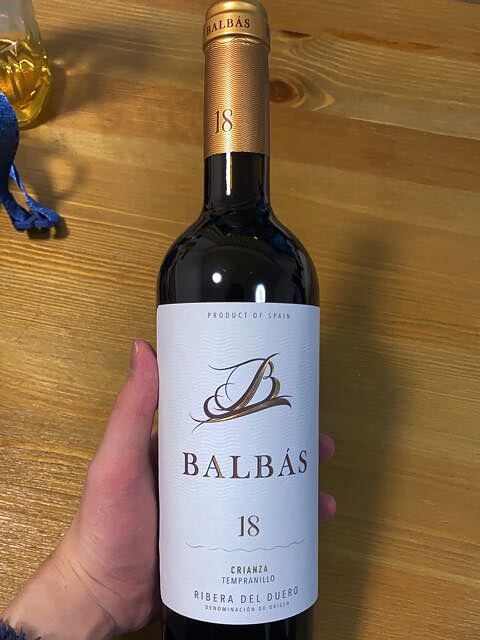 BALBÁS
18
PRODUCT OF SPAIN
B
BALBÁS
18
CRIANZA
TEMPRANILLO
RIBERA DEL DUERO
DENOMINACIÓN DE ORIGEN